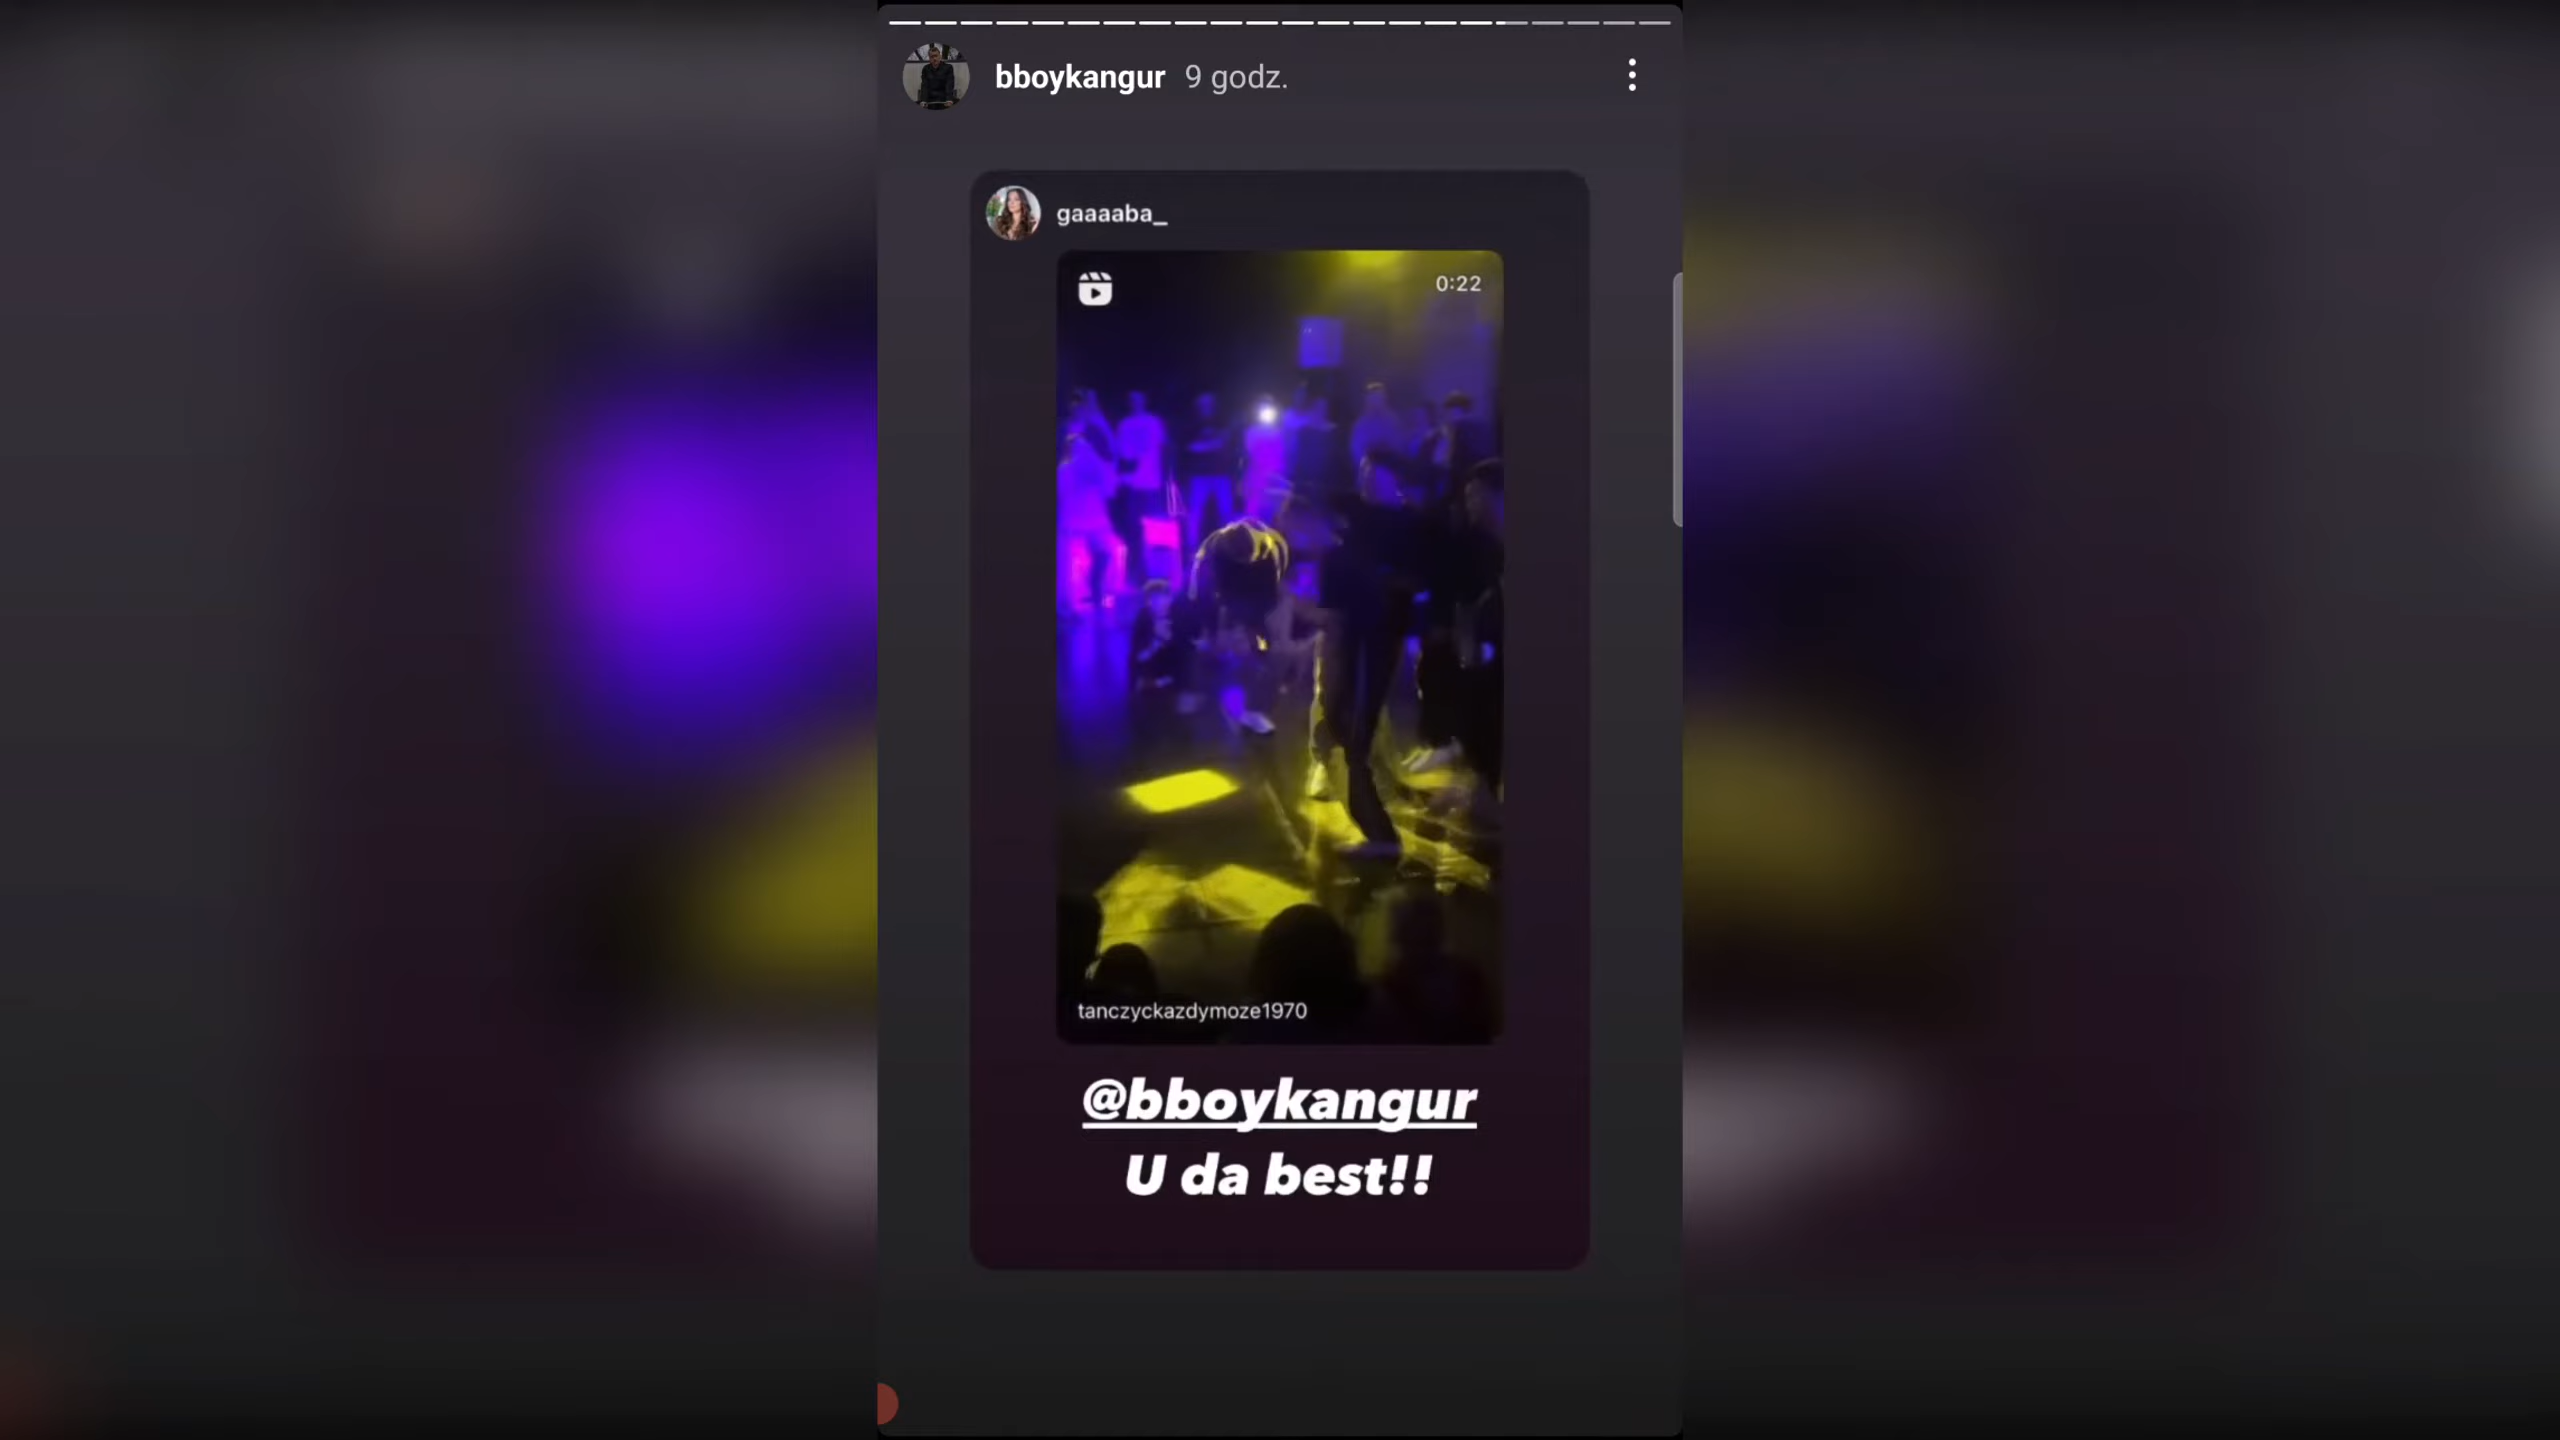 bboykangur 9 godz.
gaaaaba_
0:22
tanczyckazdymoze1970
@bboykangur
U da best!!